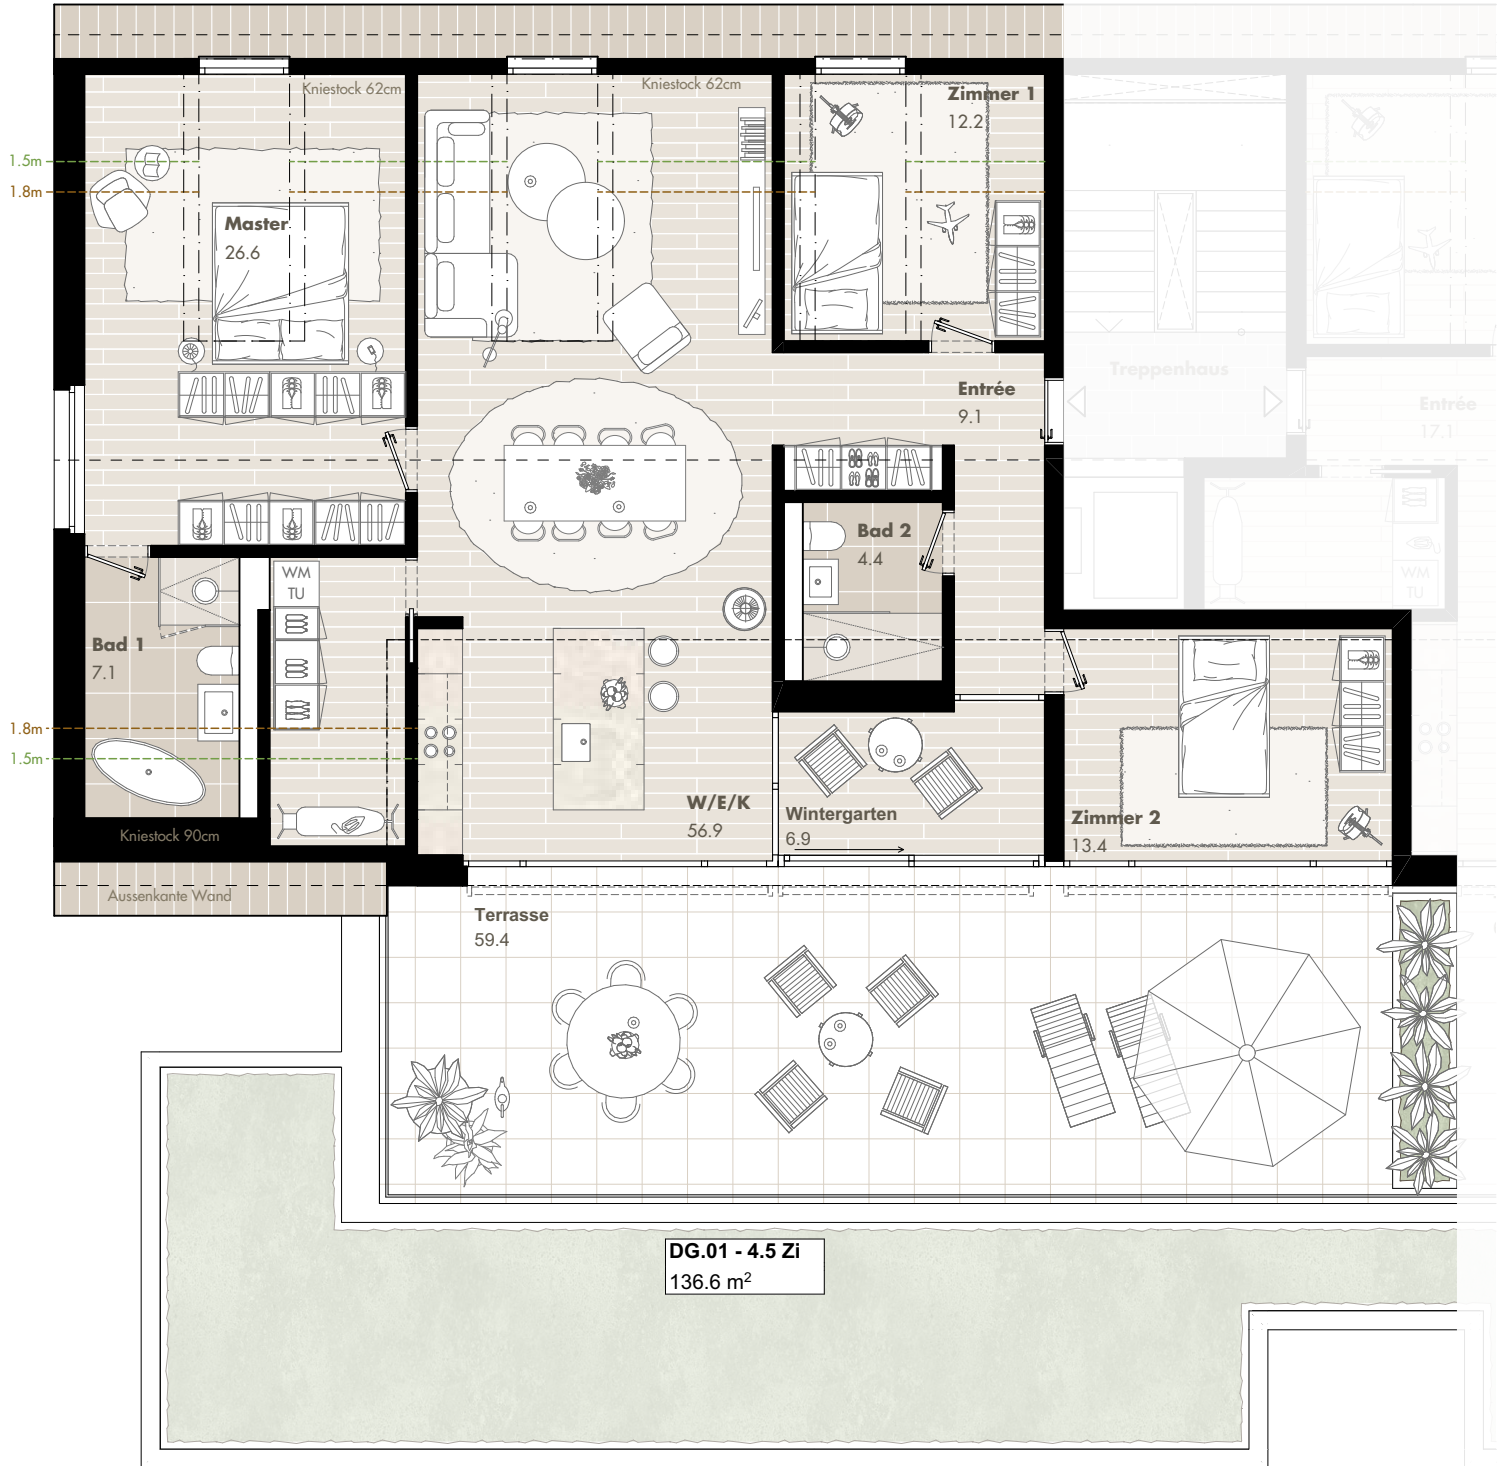 Kniestock 62cm
Kniestock 62cm
Zimmer 1
12.2
1.5m
1.8m
Master
26.6
Treppenhaus
Entrée
9.1
Entrée
17.1
Bad 2
4.4
WM
TU
WM
TU
Bad 1
7.1
1.8m
1.5m
W/E/K
56.9
Wintergarten
6.9
Zimmer 2
13.4
Kniestock 90cm
Aussenkante Wand
Terrasse
59.4
DG.01 - 4.5 Zi
136.6 m²